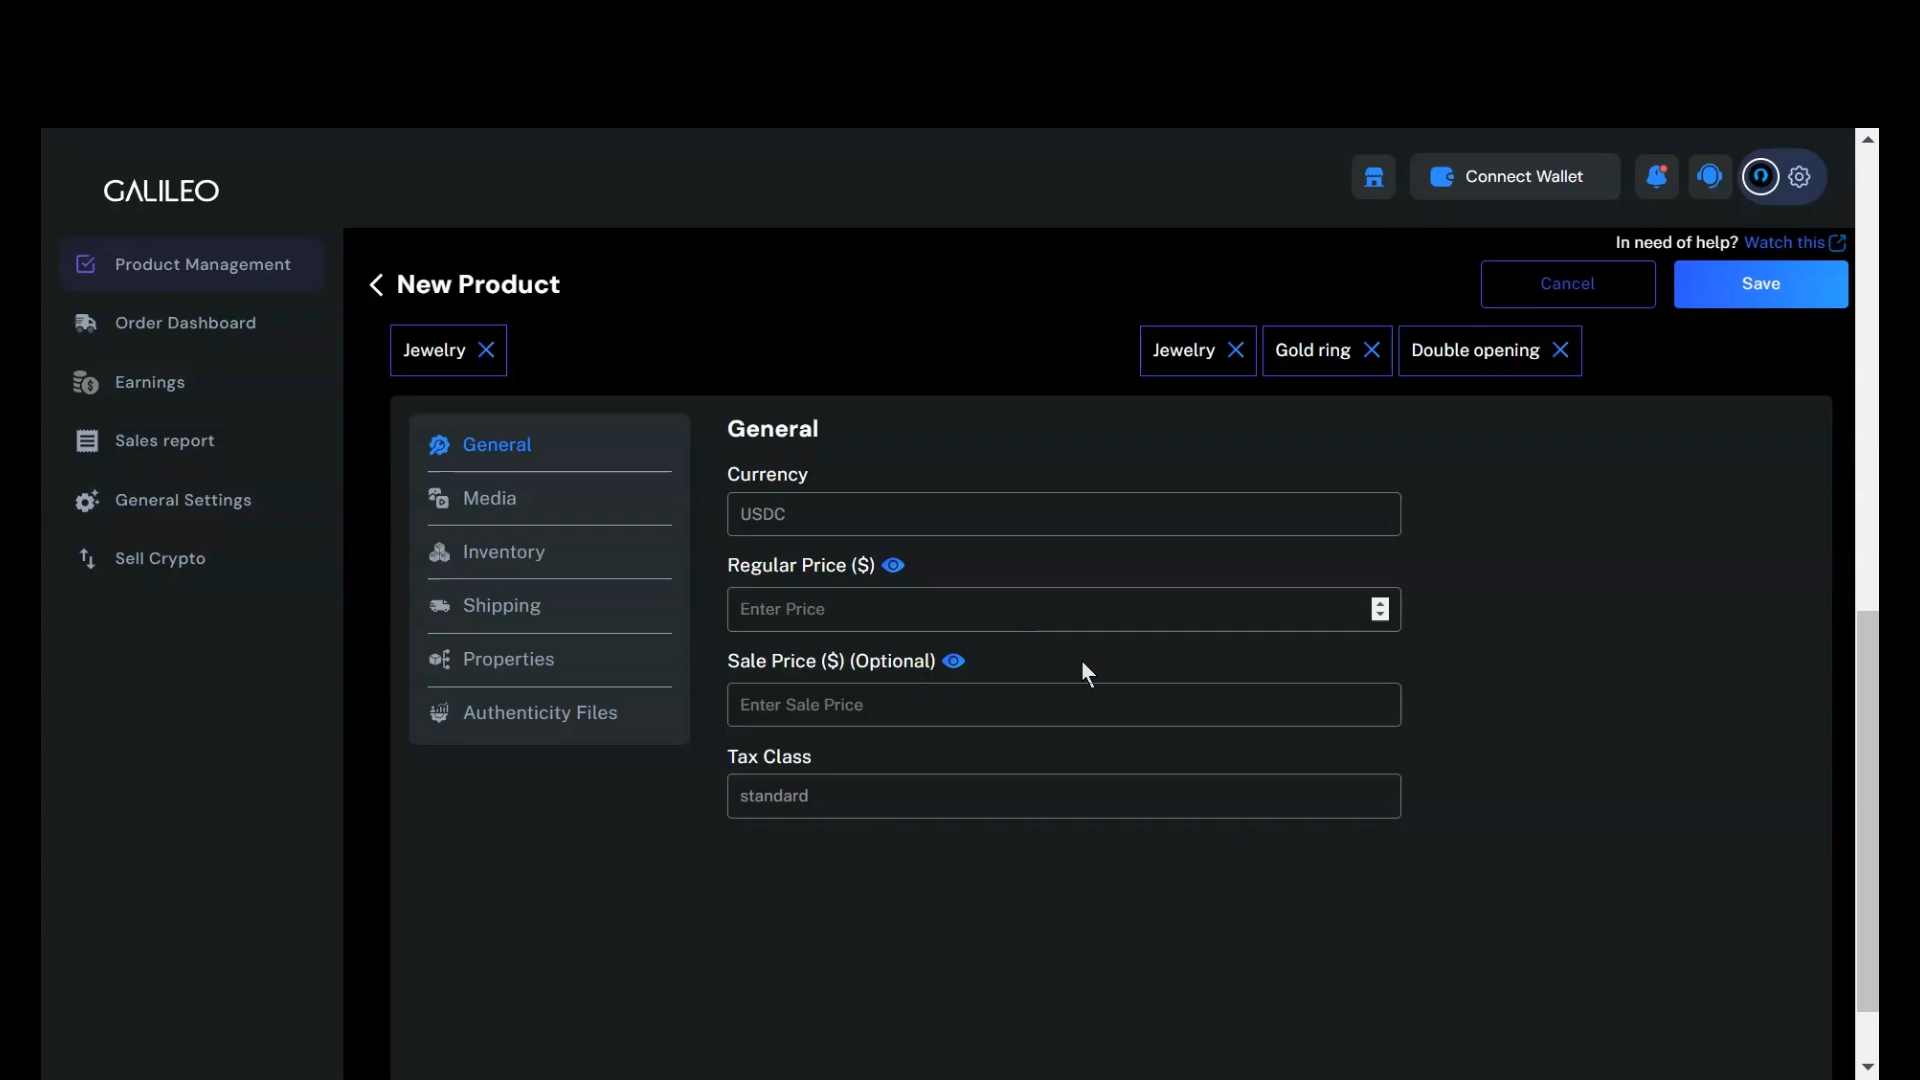 GALILEO
Connect Wallet
Product Management
Order Dashboard
Earnings
Sales report
General Settings
Sell Crypto
In need of help? Watch this
New Product
Cancel
Save
Jewelry
Jewelry
Gold ring
Double opening
General
Media
Inventory
Shipping
Properties
Authenticity Files
General
Currency
USDC
Regular Price ($)
Enter Price
Sale Price ($) (Optional)
Enter Sale Price
Tax Class
standard